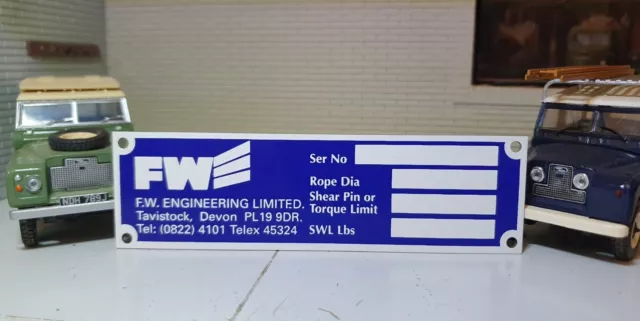 FW
F.W. ENGINEERING LIMITED.
Tavistock, Devon PL19 9DR.
Tel: (0822) 4101 Telex 45324
Ser No
Rope Dia
Shear Pin or
Torque Limit
SWL Lbs